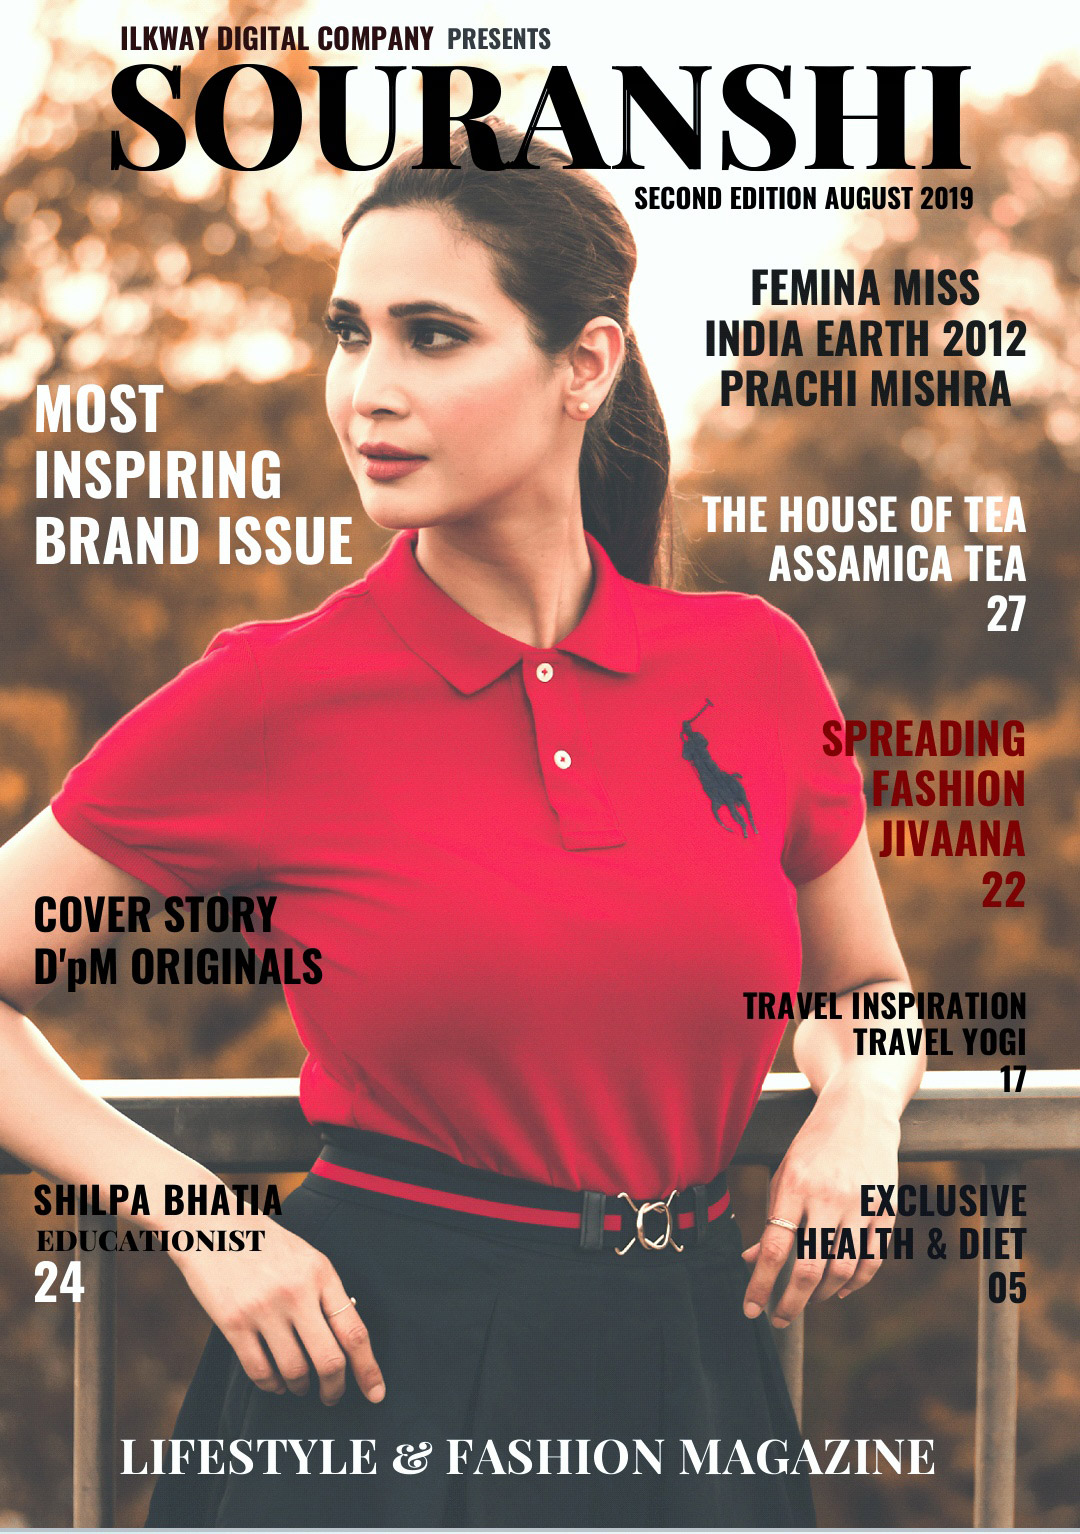 ILKWAY DIGITAL COMPANY PRESENTS
SOURANSHI
SECOND EDITION AUGUST 2019
FEMINA MISS
INDIA EARTH 2012
PRACHI MISHRA
MOST
INSPIRING
BRAND ISSUE
THE HOUSE OF TEA
ASSAMICA TEA
27
SPREADING
FASHION
JIVAANA
22
COVER STORY
D'pM ORIGINALS
TRAVEL INSPIRATION
TRAVEL YOGI
17
SHILPA BHATIA
EDUCATIONIST
24
EXCLUSIVE
HEALTH & DIET
05
LIFESTYLE & FASHION MAGAZINE